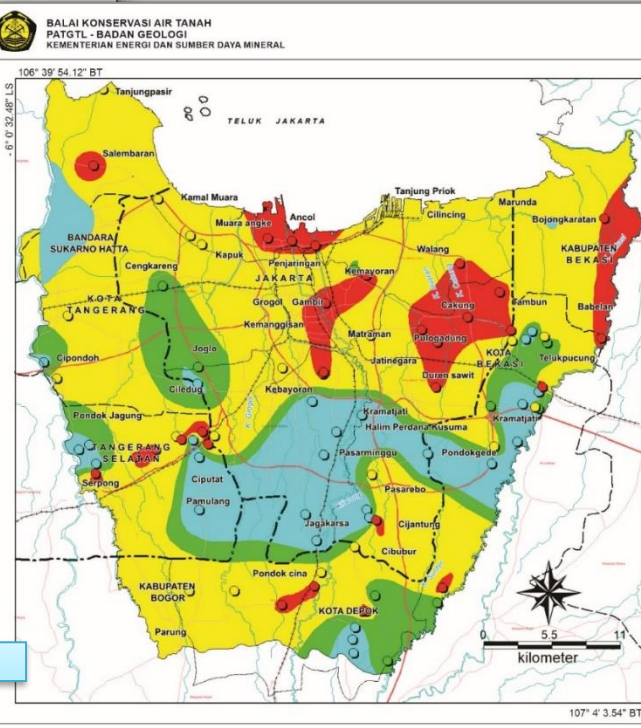 BALAI KONSERVASI AIR TANAH
PATGTL - BADAN GEOLOGI
KEMENTERIAN ENERGI DAN SUMBER DAYA MINERAL
106° 39' 54.12" BT
- 6° 0' 32.48" LS
Tanjungpasir
TELUK JAKARTA
Salembaran
Kamal Muara
Muara angke
Ancol
Tanjung Priok
Cilincing
Marunda
Bojongkaratan
BANDARA
SUKARNO HATTA
Kapuk
Penjaringan
Walang
KABUPATEN
BEKASI
Cengkareng
JAKARTA
Kemayoran
KOTA
TANGERANG
Grogol
Gambir
Cakung
Tambun
Babelan
Kemanggisan
Matraman
Pulogadung
Cipondoh
Joglo
Jatinegara
KOTA
BEKASI
Telukpucung
Ciledug
Kebayoran
Duren sawit
Pondok Jagung
Kramatjati
Halim Perdana Kusuma
Kramatjati
TANGERANG
SELATAN
Pasarminggu
Pondokgede
Serpong
Ciputat
Pamulang
Pasarebo
Jagakarsa
Cijantung
Cibubur
KABUPATEN
BOGOR
Pondok cina
KOTA DEPOK
Parung
0 5.5 11
kilometer
107° 4' 3.54" BT